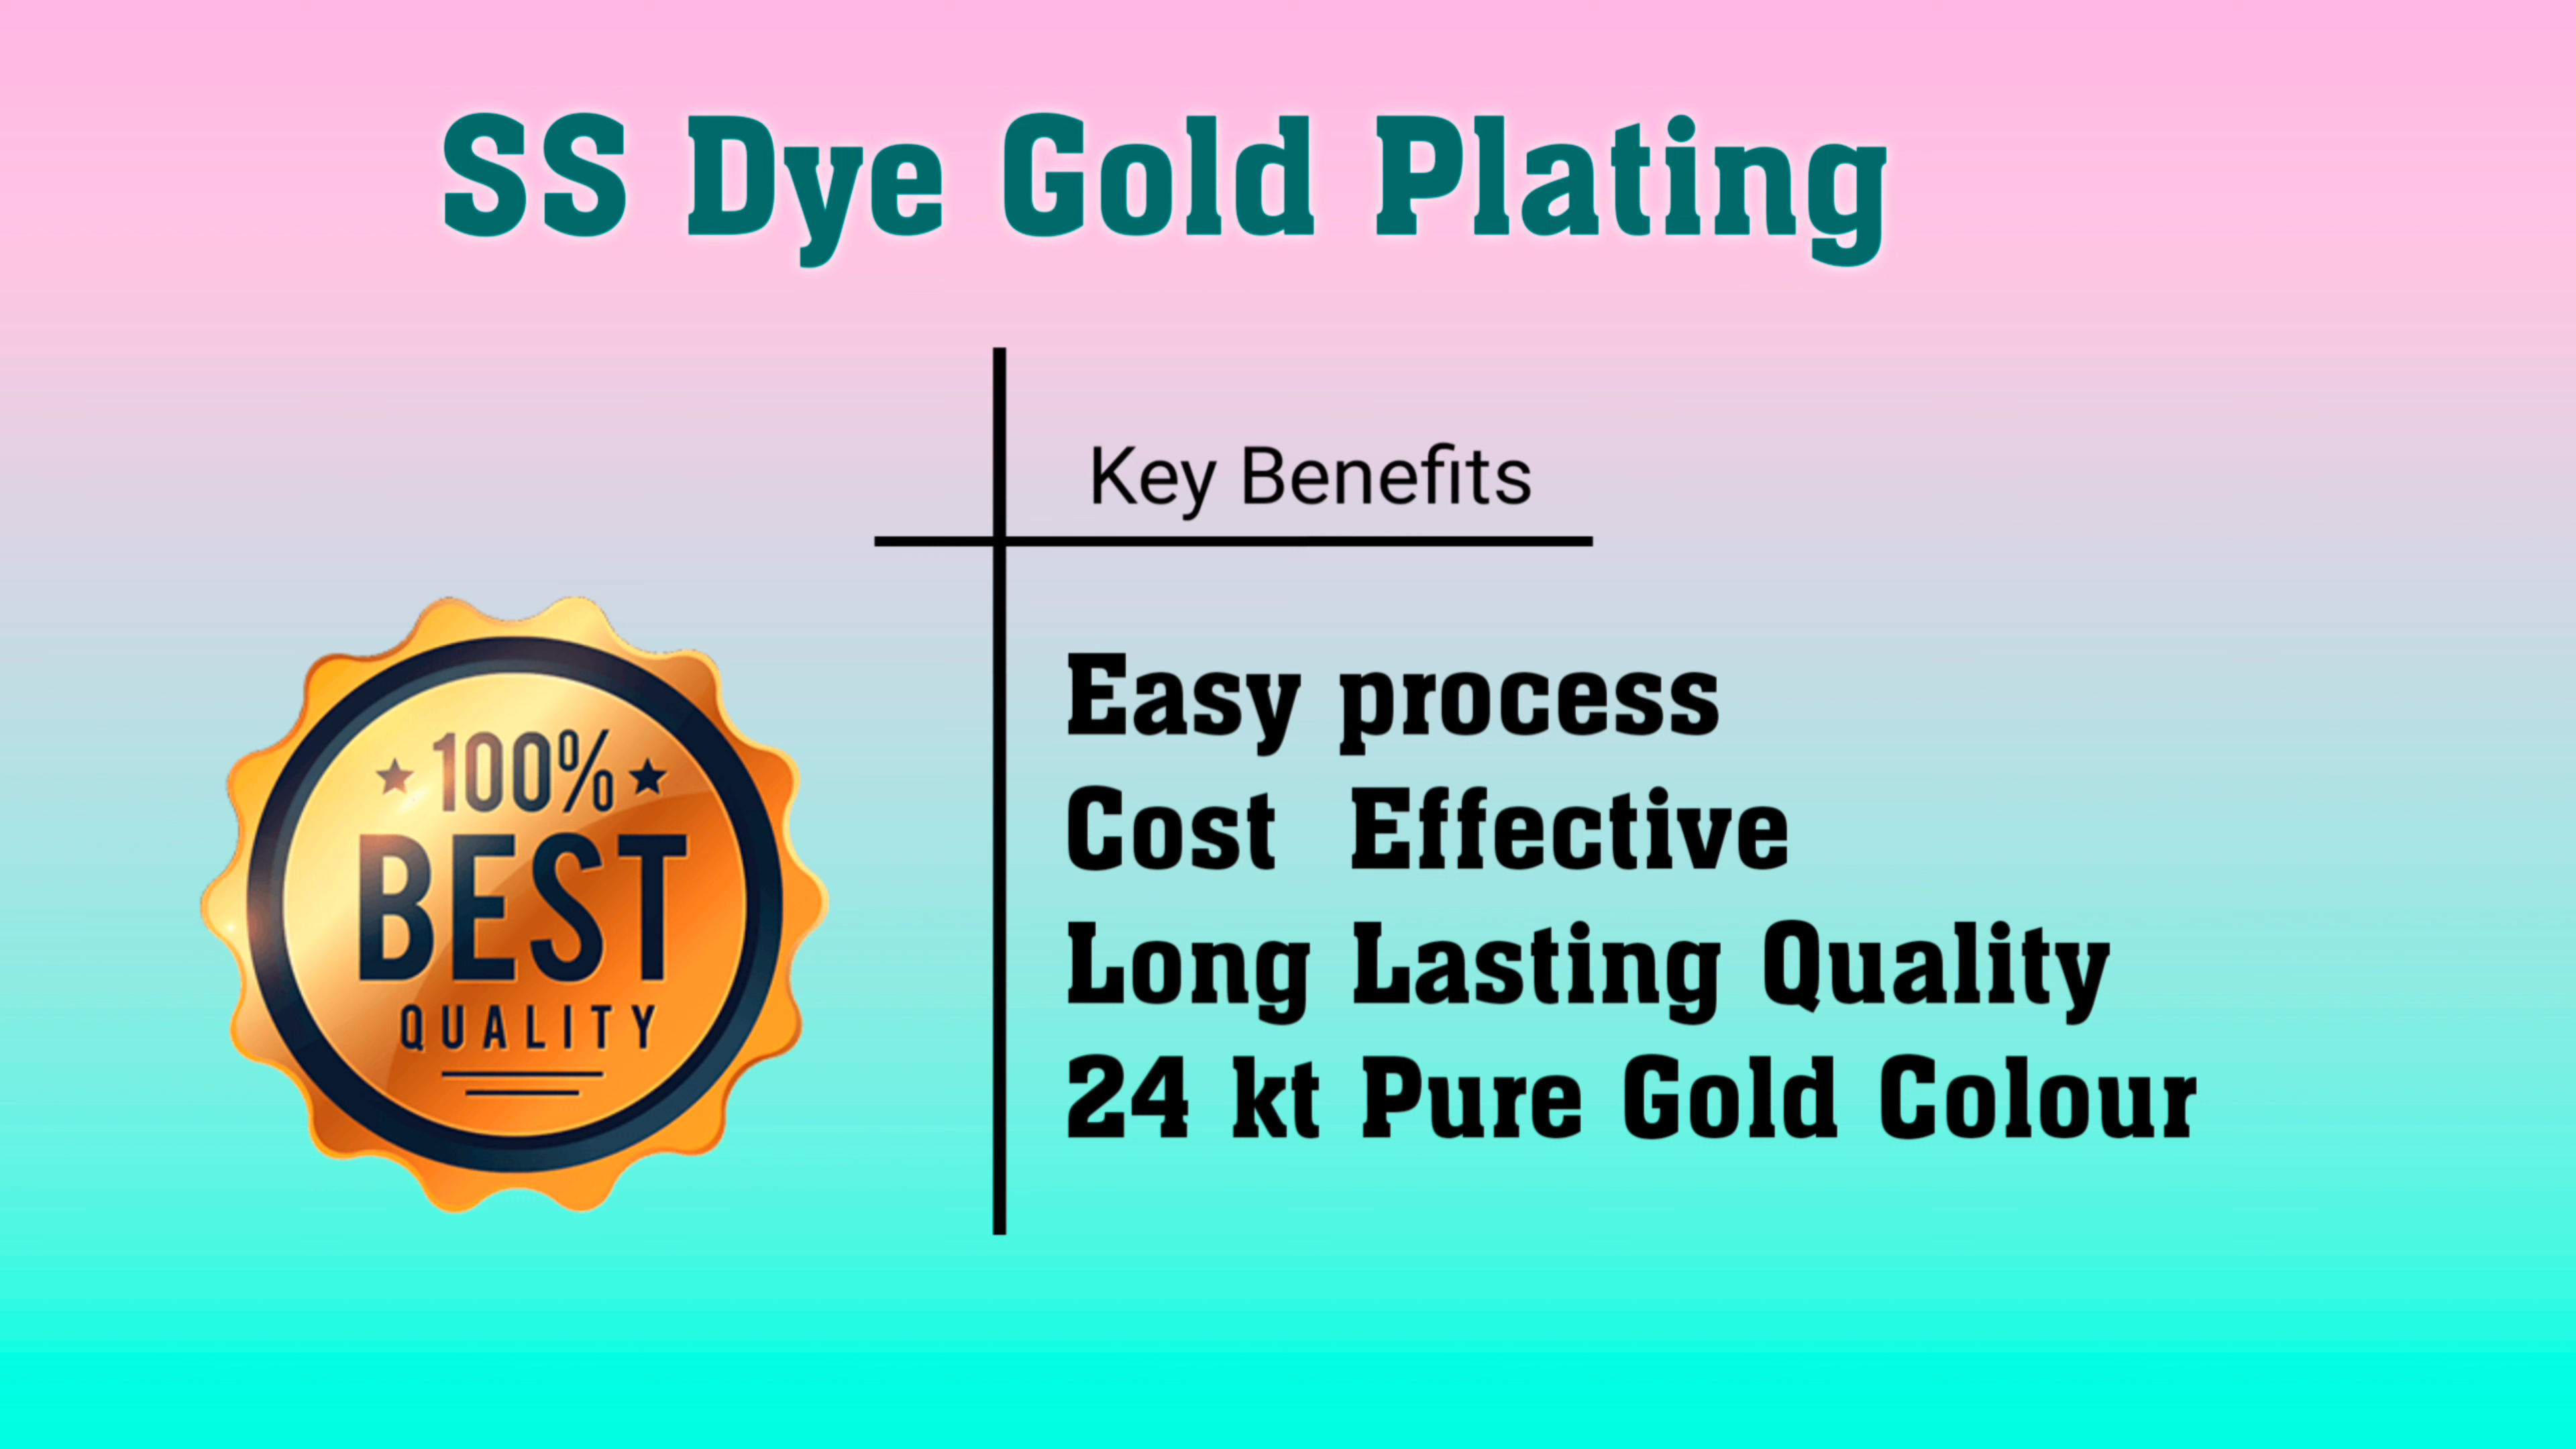 SS Dye Gold Plating
Key Benefits
100%
BEST
QUALITY
Easy process
Cost Effective
Long Lasting Quality
24 kt Pure Gold Colour